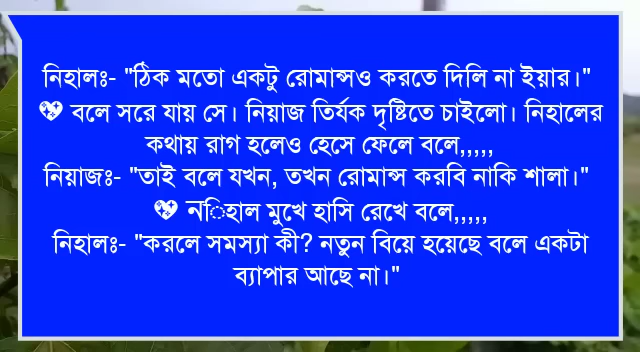 নিহালঃ- "ঠিক মতো একটু রোমান্সও করতে দিলি না ইয়ার।"
💖 বলে সরে যায় সে। নিয়াজ তির্যক দৃষ্টিতে চাইলো। নিহালের
কথায় রাগ হলেও হেসে ফেলে বলে,,,,,
নিয়াজঃ- "তাই বলে যখন, তখন রোমান্স করবি নাকি শালা।"
💖 नিহাল মুখে হাসি রেখে বলে,,,,,
নিহালঃ- "করলে সমস্যা কী? নতুন বিয়ে হয়েছে বলে একটা
ব্যাপার আছে না।"